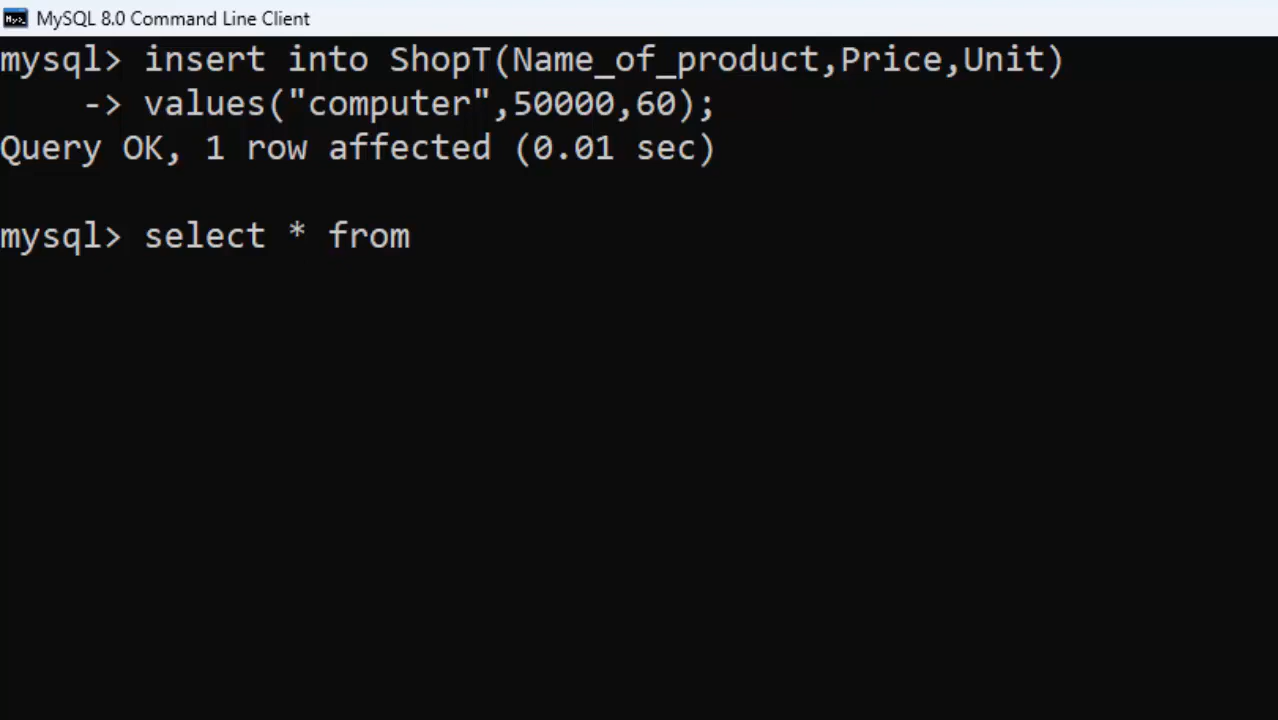 MySQL 8.0 Command Line Client
mysql> insert into ShopT(Name_of_product,Price,Unit)
    -> values("computer",50000,60);
Query OK, 1 row affected (0.01 sec)
mysql> select * from